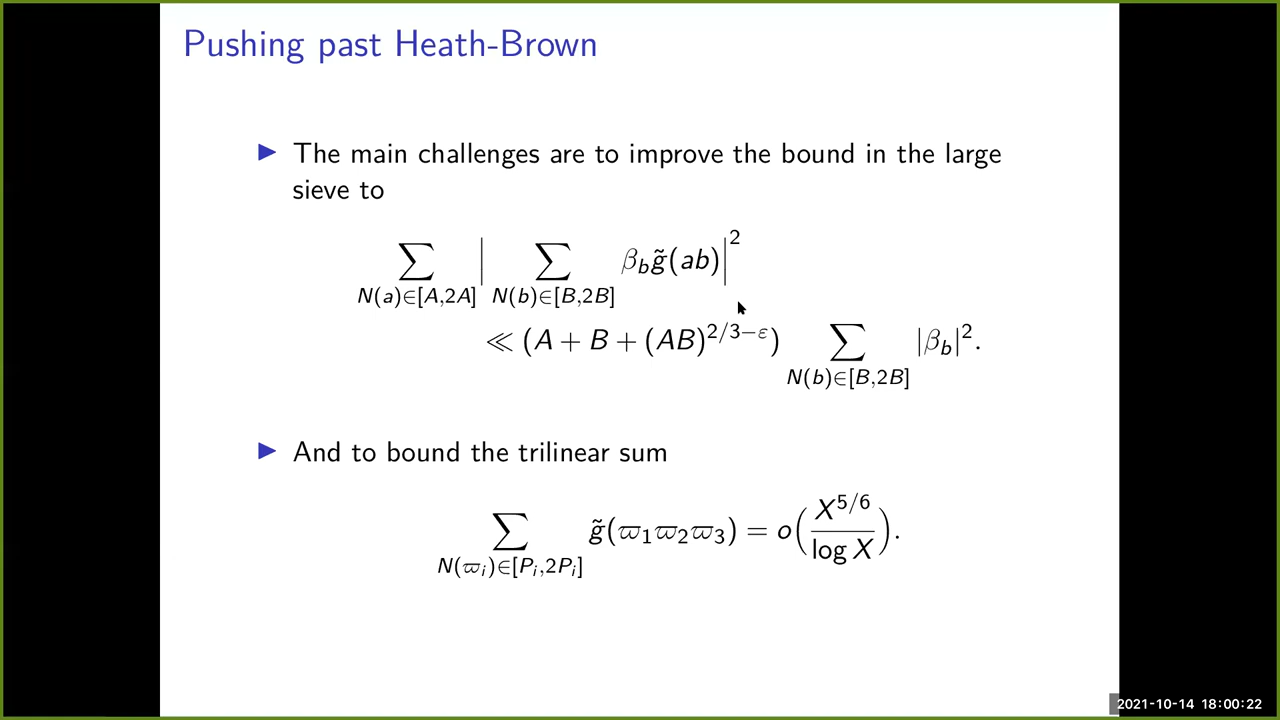 Pushing past Heath-Brown
▶ The main challenges are to improve the bound in the large
sieve to
∑_{N(a)∈[A,2A]} | ∑_{N(b)∈[B,2B]} β_b g̃(ab) |²
≪ (A + B + (AB)^{2/3−ε}) ∑_{N(b)∈[B,2B]} |β_b|².
▶ And to bound the trilinear sum
∑_{N(ϖ_i)∈[P_i,2P_i]} g̃(ϖ₁ϖ₂ϖ₃) = o(X^{5/6}/log X).
2021-10-14 18:00:22